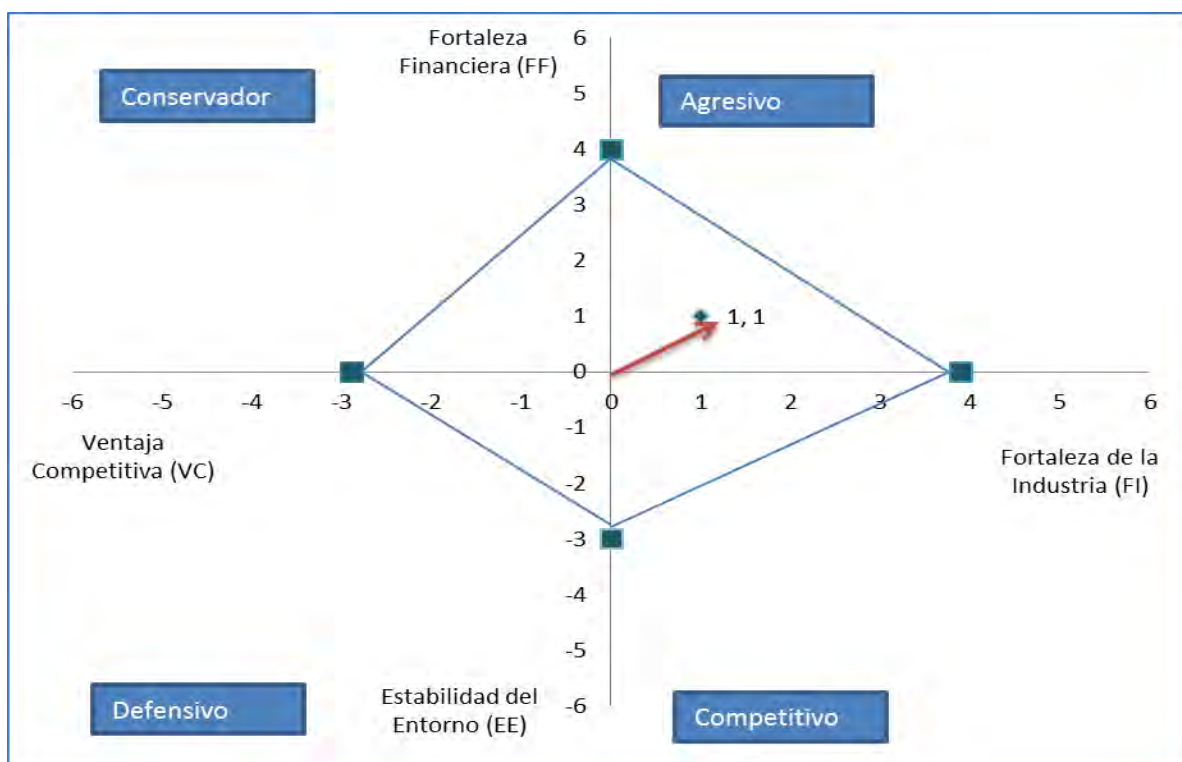 Fortaleza
Financiera (FF)
6
Conservador
Agresivo
5
4
3
2
1
1, 1
0
-6 -5 -4 -3 -2 -1 0 1 2 3 4 5 6
-1
Ventaja
Competitiva (VC)
Fortaleza de la
Industria (FI)
-2
-3
-4
-5
Estabilidad del
Entorno (EE)
-6
Defensivo
Competitivo